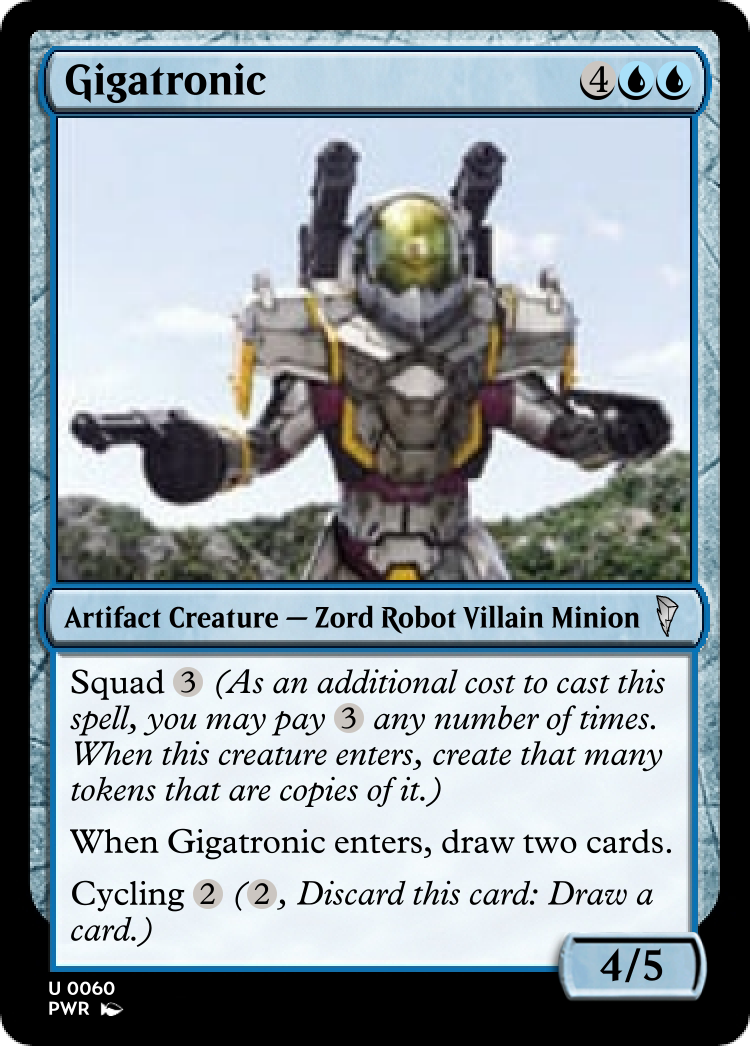 Gigatronic 4
Artifact Creature — Zord Robot Villain Minion
Squad 3 (As an additional cost to cast this
spell, you may pay 3 any number of times.
When this creature enters, create that many
tokens that are copies of it.)
When Gigatronic enters, draw two cards.
Cycling 2 (2, Discard this card: Draw a
card.)
4/5
U 0060
PWR